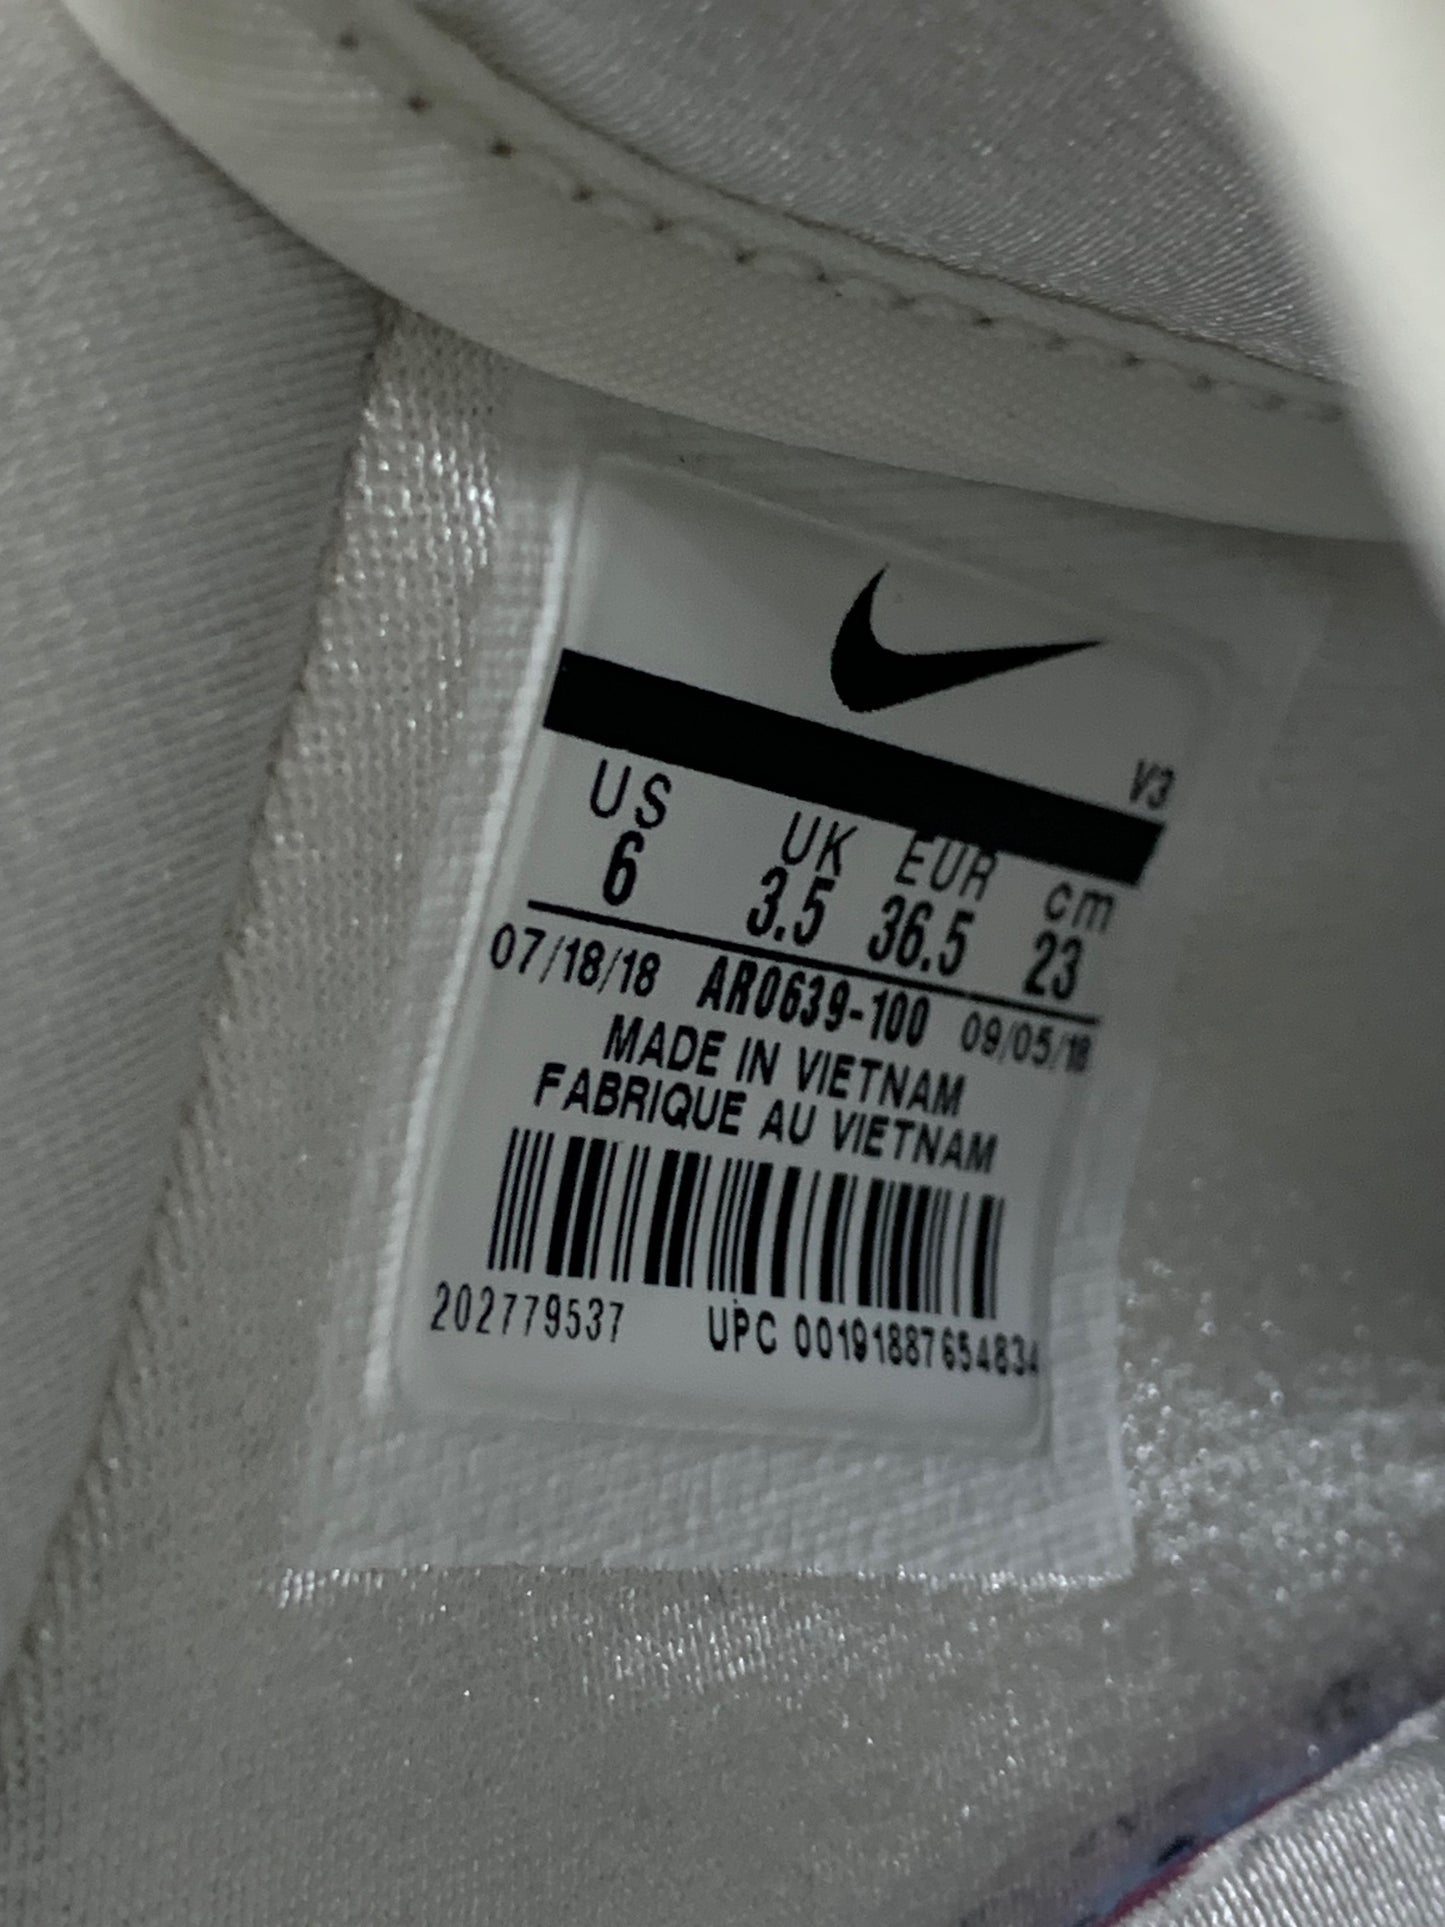 V3
US UK EUR cm
6 3.5 36.5 23
07/18/18 AR0639-100 09/05/18
MADE IN VIETNAM
FABRIQUE AU VIETNAM
202779537 UPC 00191887654834